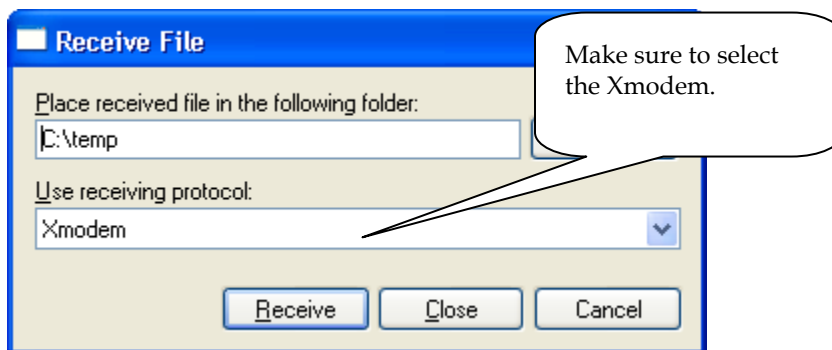 Receive File
Make sure to select
the Xmodem.
Place received file in the following folder:
C:\temp
Use receiving protocol:
Xmodem
Receive
Close
Cancel